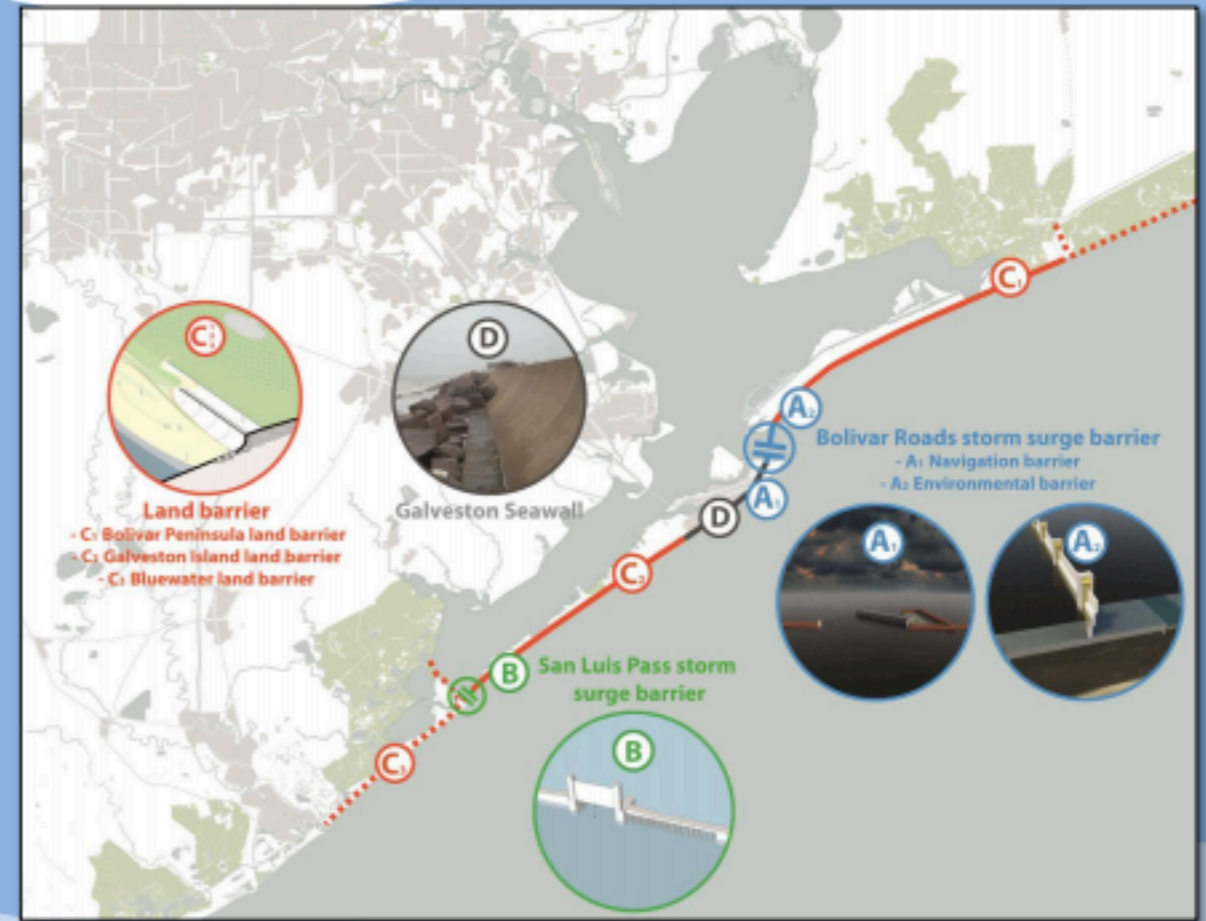 C₁
A₂
Bolivar Roads storm surge barrier
- A₁ Navigation barrier
- A₂ Environmental barrier
C
D
A₁
D
Land barrier
- C₁ Bolivar Peninsula land barrier
- C₂ Galveston Island land barrier
- C₃ Bluewater land barrier
Galveston Seawall
A₁
A₂
C₂
B
San Luis Pass storm
surge barrier
C₃
B